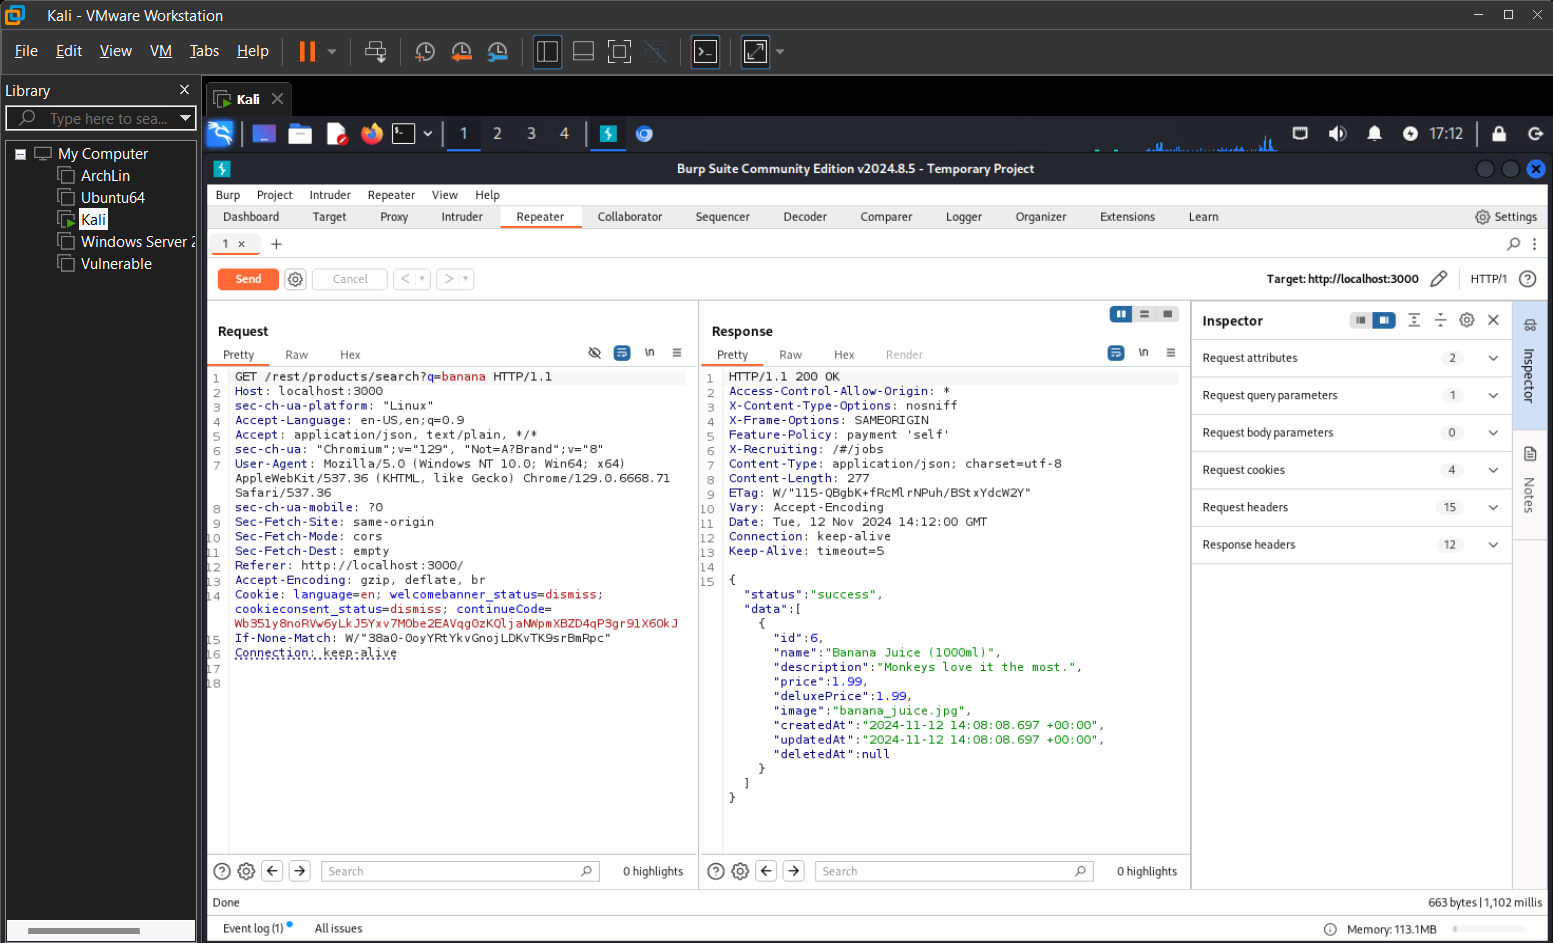 Kali - VMware Workstation
File Edit View VM Tabs Help
Library
Type here to sea...
My Computer
ArchLin
Ubuntu64
Kali
Windows Server 2
Vulnerable
Kali
1 2 3 4
17:12
Burp Suite Community Edition v2024.8.5 - Temporary Project
Burp Project Intruder Repeater View Help
Dashboard Target Proxy Intruder Repeater Collaborator Sequencer Decoder Comparer Logger Organizer Extensions Learn
Settings
1 × +
Send Cancel < >
Target: http://localhost:3000
HTTP/1
Request
Pretty Raw Hex
\n
1 GET /rest/products/search?q=banana HTTP/1.1
2 Host: localhost:3000
3 sec-ch-ua-platform: "Linux"
4 Accept-Language: en-US,en;q=0.9
5 Accept: application/json, text/plain, */*
6 sec-ch-ua: "Chromium";v="129", "Not=A?Brand";v="8"
7 User-Agent: Mozilla/5.0 (Windows NT 10.0; Win64; x64)
AppleWebKit/537.36 (KHTML, like Gecko) Chrome/129.0.6668.71
Safari/537.36
8 sec-ch-ua-mobile: ?0
9 Sec-Fetch-Site: same-origin
10 Sec-Fetch-Mode: cors
11 Sec-Fetch-Dest: empty
12 Referer: http://localhost:3000/
13 Accept-Encoding: gzip, deflate, br
14 Cookie: language=en; welcomebanner_status=dismiss;
cookieconsent_status=dismiss; continueCode=
Wb351y8noRVw6yLkJ5Yxv7MObe2EAVqgOzKQljaNWpmXBZD4qP3gr91X6OkJ
15 If-None-Match: W/"38a0-0oyYRtYkvGnojLDKvTK9srBmRpc"
16 Connection: keep-alive
17
18
Search
0 highlights
Response
Pretty Raw Hex Render
\n
1 HTTP/1.1 200 OK
2 Access-Control-Allow-Origin: *
3 X-Content-Type-Options: nosniff
4 X-Frame-Options: SAMEORIGIN
5 Feature-Policy: payment 'self'
6 X-Recruiting: /#/jobs
7 Content-Type: application/json; charset=utf-8
8 Content-Length: 277
9 ETag: W/"115-QBgbK+fRcMlrNPuh/BStxYdcW2Y"
10 Vary: Accept-Encoding
11 Date: Tue, 12 Nov 2024 14:12:00 GMT
12 Connection: keep-alive
13 Keep-Alive: timeout=5
14
15 {
"status":"success",
"data":[
{
"id":6,
"name":"Banana Juice (1000ml)",
"description":"Monkeys love it the most.",
"price":1.99,
"deluxePrice":1.99,
"image":"banana_juice.jpg",
"createdAt":"2024-11-12 14:08:08.697 +00:00",
"updatedAt":"2024-11-12 14:08:08.697 +00:00",
"deletedAt":null
}
]
}
Search
0 highlights
Inspector
Request attributes 2
Request query parameters 1
Request body parameters 0
Request cookies 4
Request headers 15
Response headers 12
Inspector
Notes
Done
663 bytes | 1,102 millis
Event log (1) All issues
Memory: 113.1MB